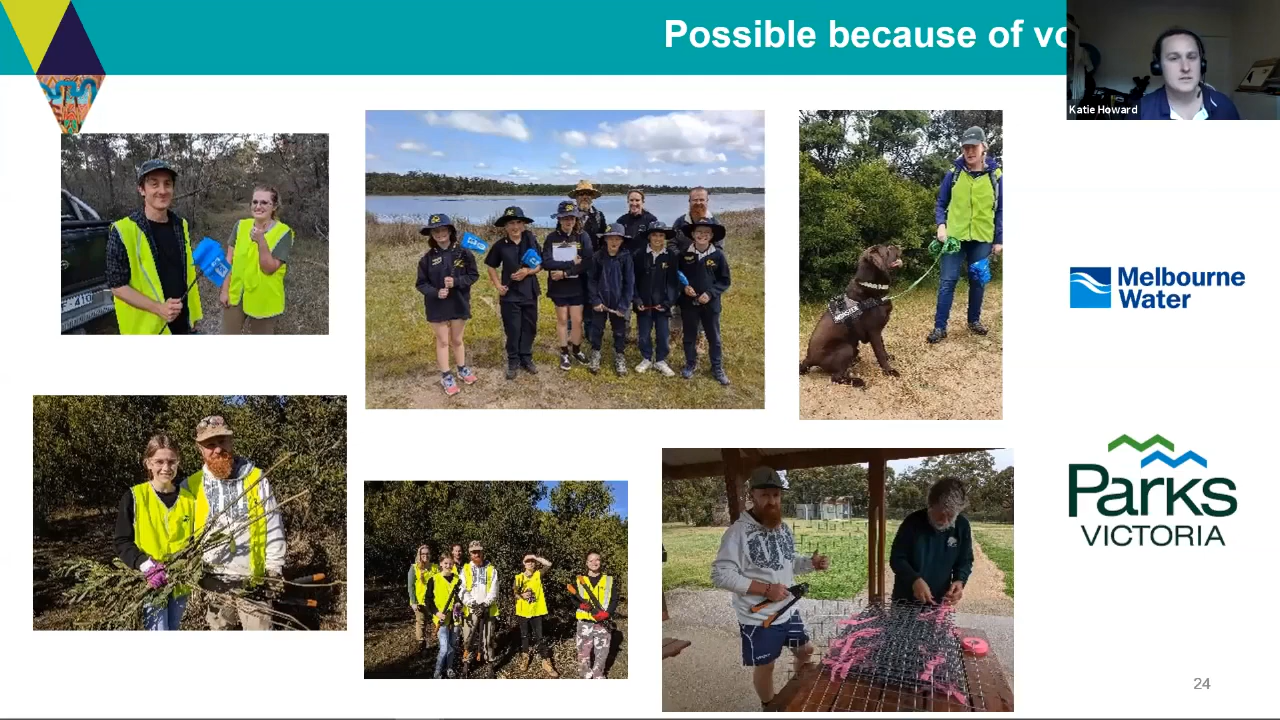 Possible because of vo
Katie Howard
Melbourne
Water
Parks
VICTORIA
24